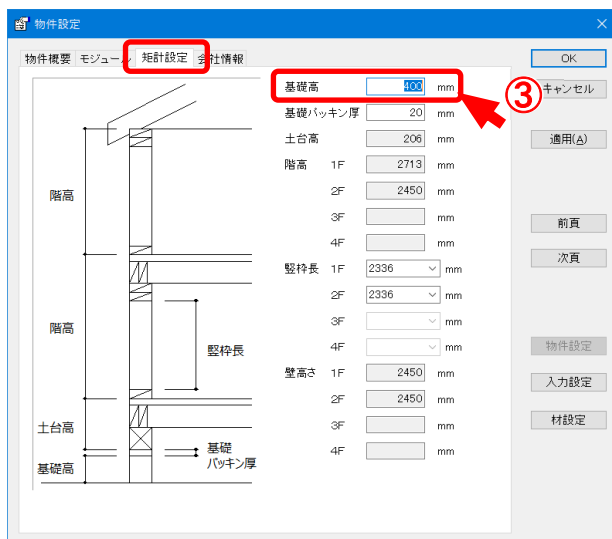 物件設定
物件概要 モジュール 矩計設定 会社情報
OK
キャンセル
適用(A)
前頁
次頁
物件設定
入力設定
材設定
基礎高 400 mm
③
基礎パッキン厚 20 mm
土台高 206 mm
階高 1F 2713 mm
2F 2450 mm
3F mm
4F mm
竪枠長 1F 2336 mm
2F 2336 mm
3F mm
4F mm
壁高さ 1F 2450 mm
2F 2450 mm
3F mm
4F mm
階高
階高
竪枠長
土台高
基礎高
基礎
パッキン厚